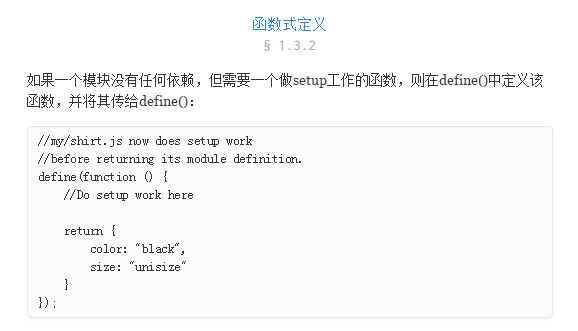 函数式定义
§ 1.3.2
如果一个模块没有任何依赖，但需要一个做setup工作的函数，则在define()中定义该
函数，并将其传给define()：
//my/shirt.js now does setup work
//before returning its module definition.
define(function () {
    //Do setup work here
    return {
        color: "black",
        size: "unisize"
    }
});